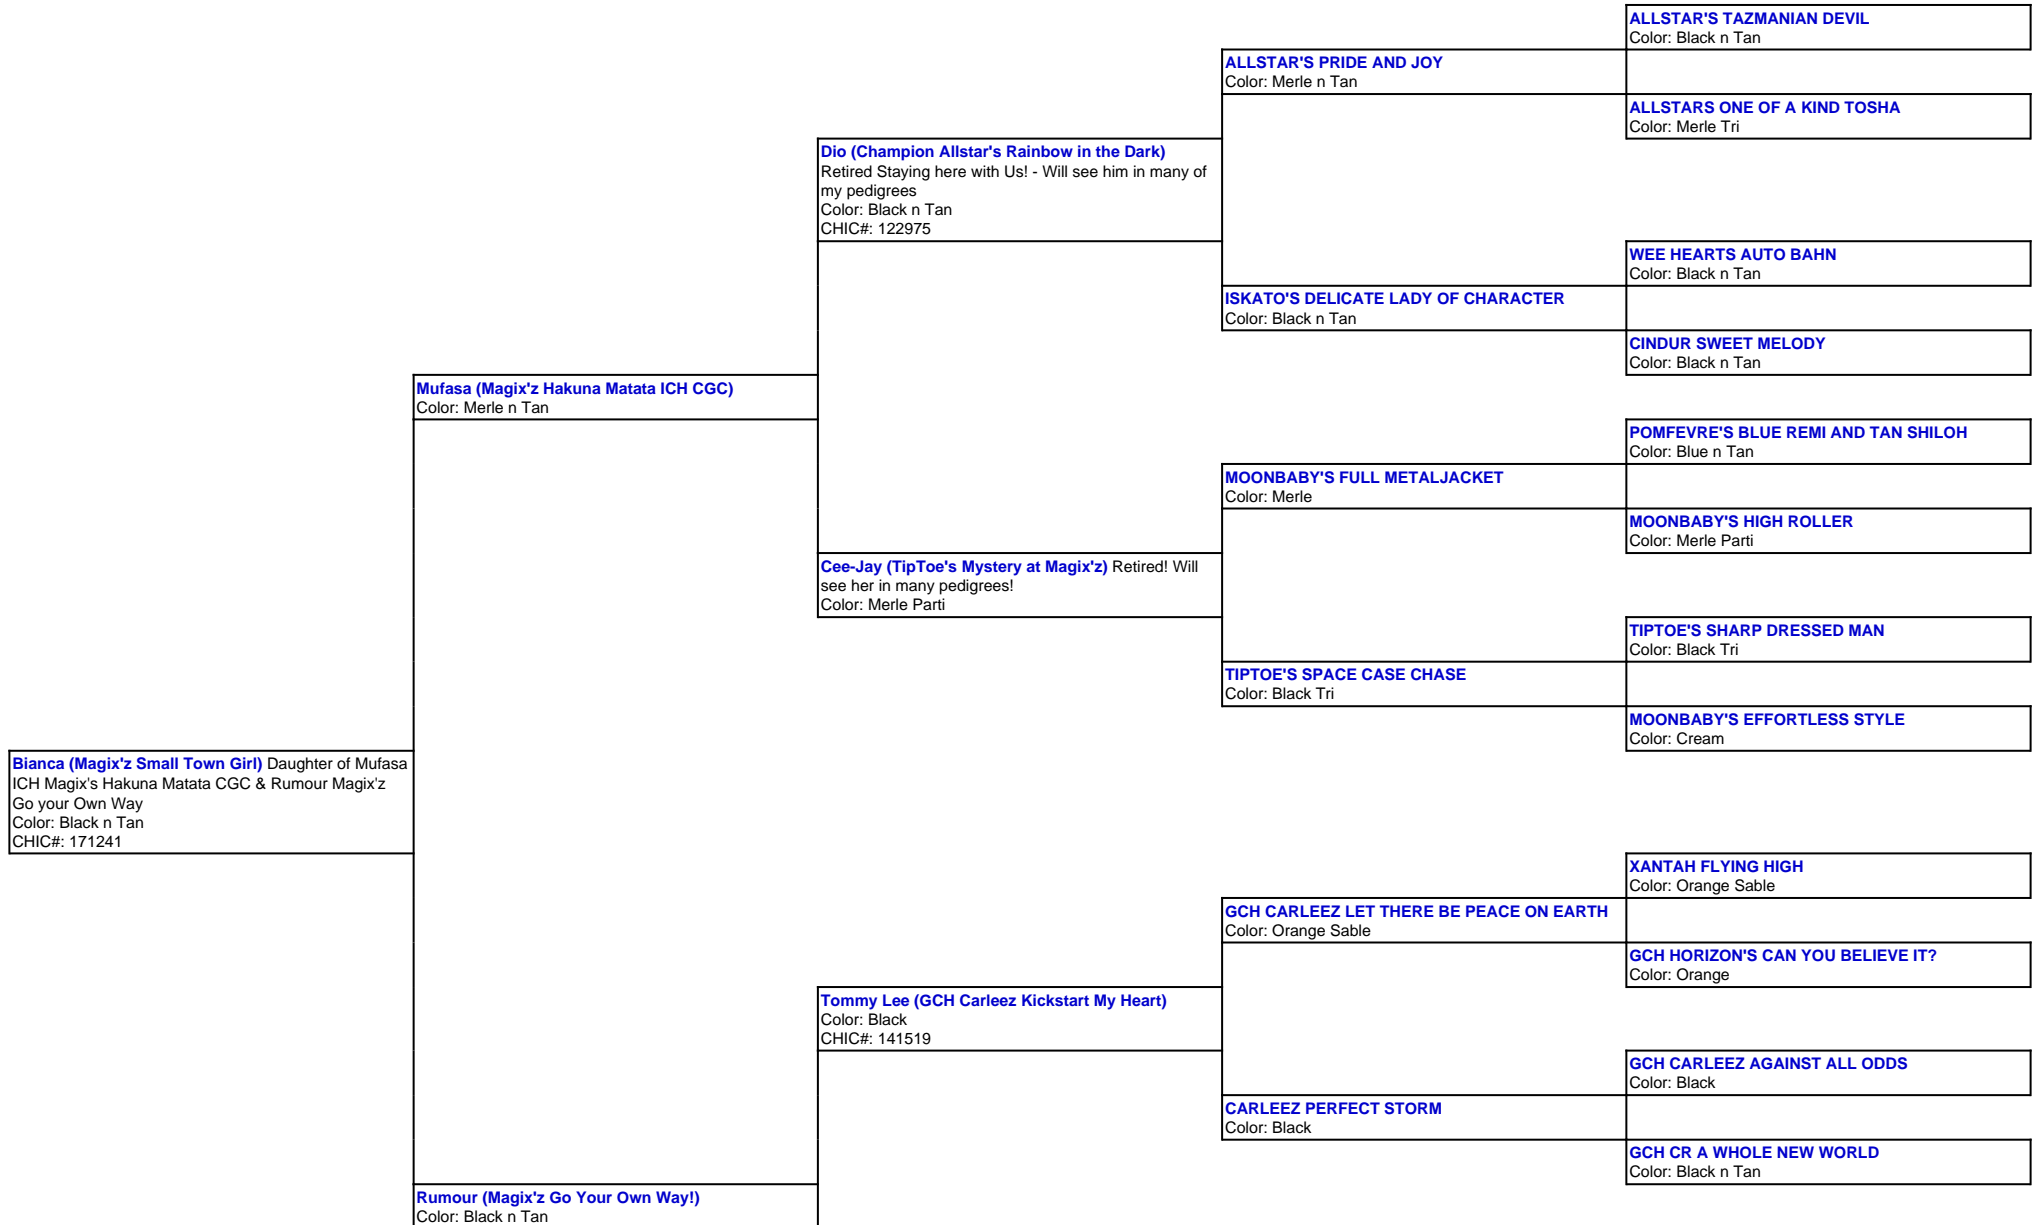 ALLSTAR'S TAZMANIAN DEVIL
Color: Black n Tan
ALLSTAR'S PRIDE AND JOY
Color: Merle n Tan
ALLSTARS ONE OF A KIND TOSHA
Color: Merle Tri
Dio (Champion Allstar's Rainbow in the Dark)
Retired Staying here with Us! - Will see him in many of
my pedigrees
Color: Black n Tan
CHIC#: 122975
WEE HEARTS AUTO BAHN
Color: Black n Tan
ISKATO'S DELICATE LADY OF CHARACTER
Color: Black n Tan
CINDUR SWEET MELODY
Color: Black n Tan
Mufasa (Magix'z Hakuna Matata ICH CGC)
Color: Merle n Tan
POMFEVRE'S BLUE REMI AND TAN SHILOH
Color: Blue n Tan
MOONBABY'S FULL METALJACKET
Color: Merle
MOONBABY'S HIGH ROLLER
Color: Merle Parti
Cee-Jay (TipToe's Mystery at Magix'z) Retired! Will
see her in many pedigrees!
Color: Merle Parti
TIPTOE'S SHARP DRESSED MAN
Color: Black Tri
TIPTOE'S SPACE CASE CHASE
Color: Black Tri
MOONBABY'S EFFORTLESS STYLE
Color: Cream
Bianca (Magix'z Small Town Girl) Daughter of Mufasa
ICH Magix's Hakuna Matata CGC & Rumour Magix'z
Go your Own Way
Color: Black n Tan
CHIC#: 171241
XANTAH FLYING HIGH
Color: Orange Sable
GCH CARLEEZ LET THERE BE PEACE ON EARTH
Color: Orange Sable
GCH HORIZON'S CAN YOU BELIEVE IT?
Color: Orange
Tommy Lee (GCH Carleez Kickstart My Heart)
Color: Black
CHIC#: 141519
GCH CARLEEZ AGAINST ALL ODDS
Color: Black
CARLEEZ PERFECT STORM
Color: Black
GCH CR A WHOLE NEW WORLD
Color: Black n Tan
Rumour (Magix'z Go Your Own Way!)
Color: Black n Tan